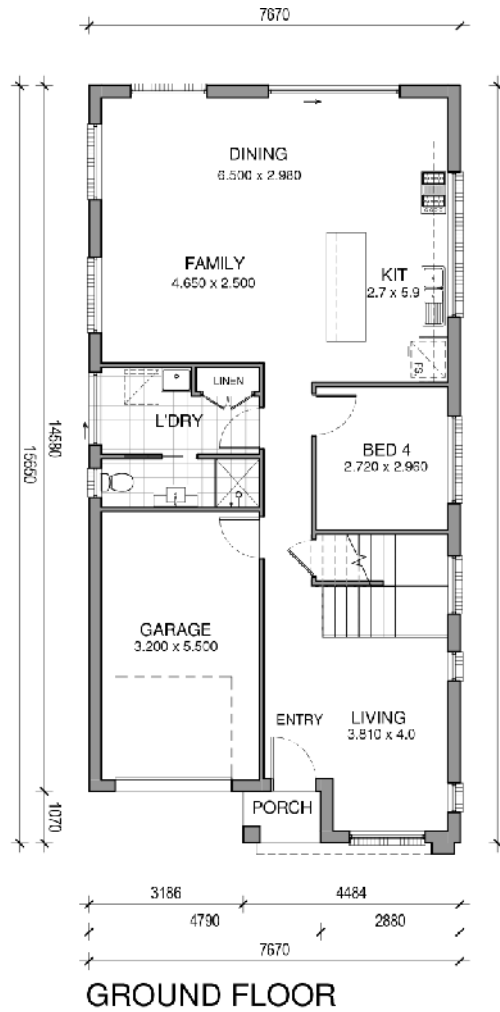 7670
DINING
6.500 x 2.980
FAMILY
4.650 x 2.500
KIT
2.7 x 5.9
FS
LINEN
L'DRY
BED 4
2.720 x 2.960
15650
14580
GARAGE
3.200 x 5.500
ENTRY
LIVING
3.810 x 4.0
PORCH
1070
3186
4484
4790
2880
7670
GROUND FLOOR